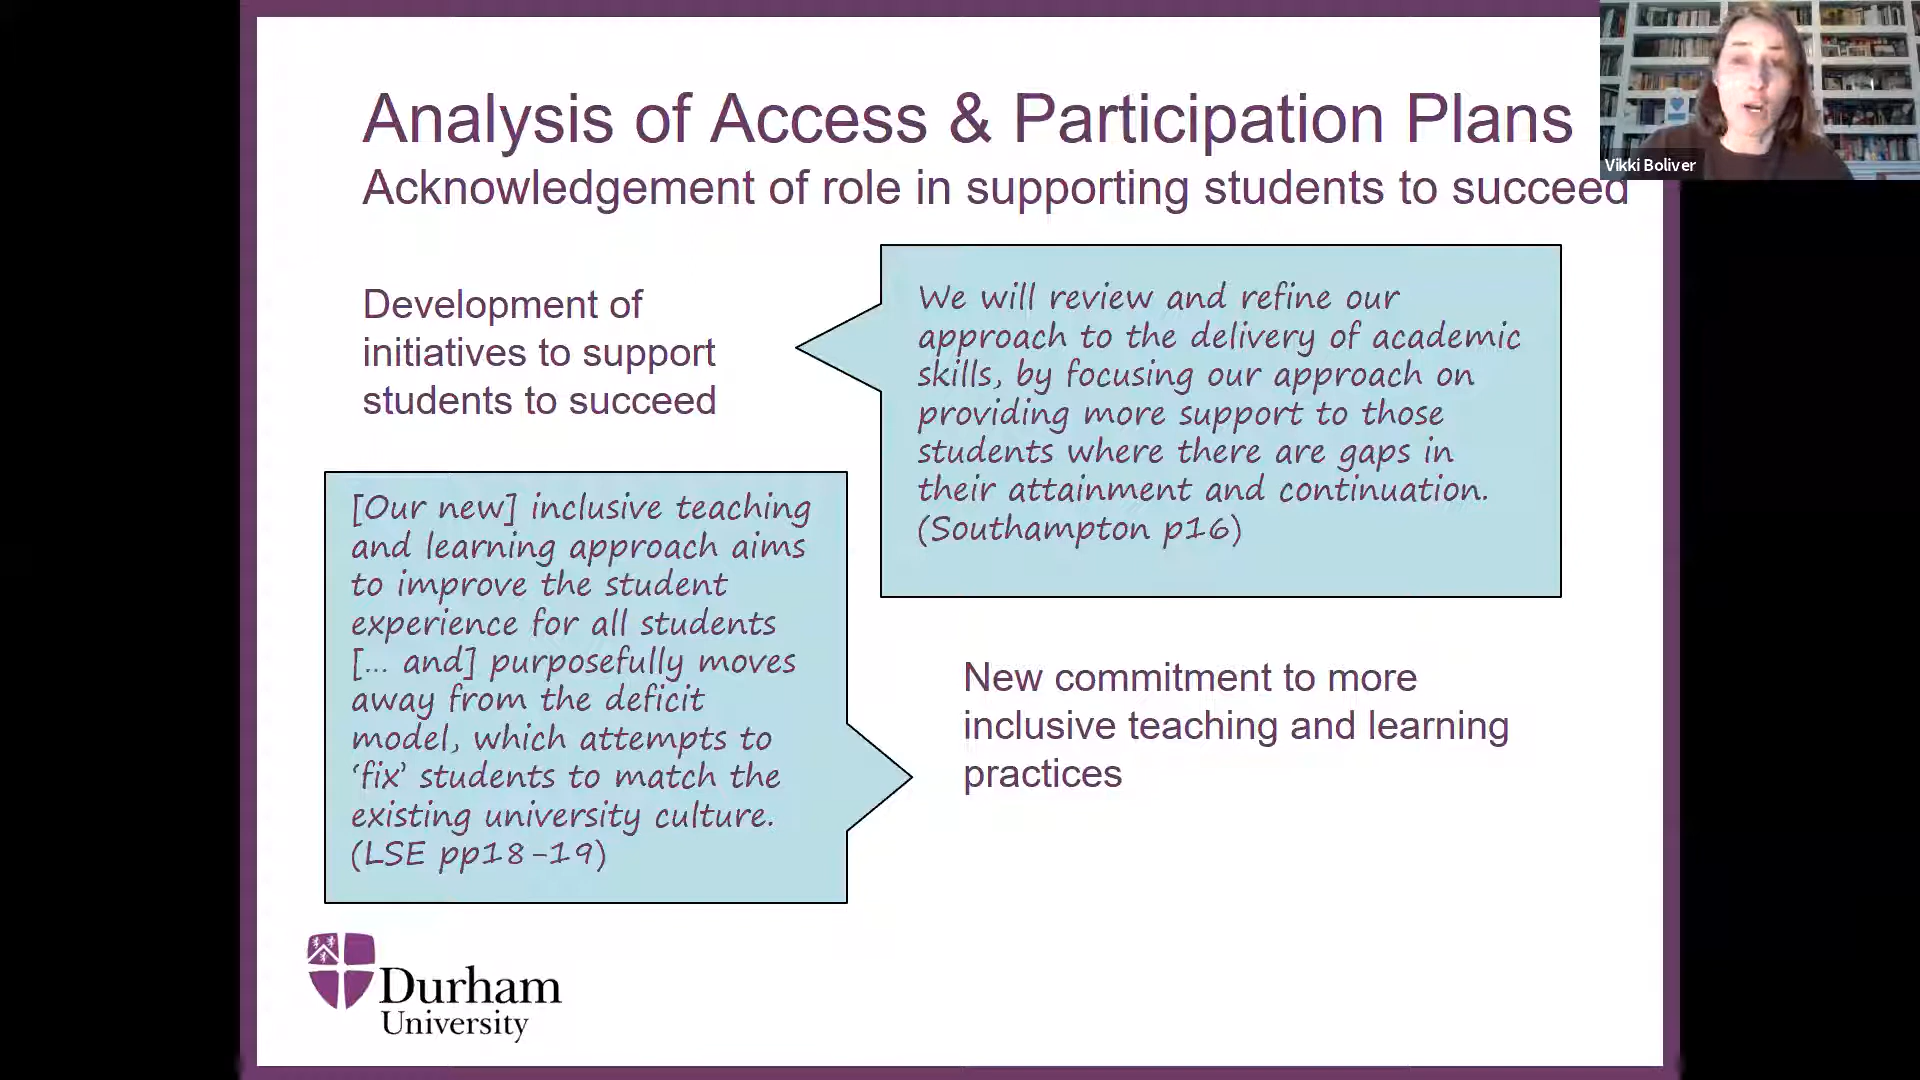 Analysis of Access & Participation Plans
Acknowledgement of role in supporting students to succeed
Vikki Boliver
Development of
initiatives to support
students to succeed
We will review and refine our
approach to the delivery of academic
skills, by focusing our approach on
providing more support to those
students where there are gaps in
their attainment and continuation.
(Southampton p16)
[Our new] inclusive teaching
and learning approach aims
to improve the student
experience for all students
[... and] purposefully moves
away from the deficit
model, which attempts to
‘fix’ students to match the
existing university culture.
(LSE pp18-19)
New commitment to more
inclusive teaching and learning
practices
Durham
University